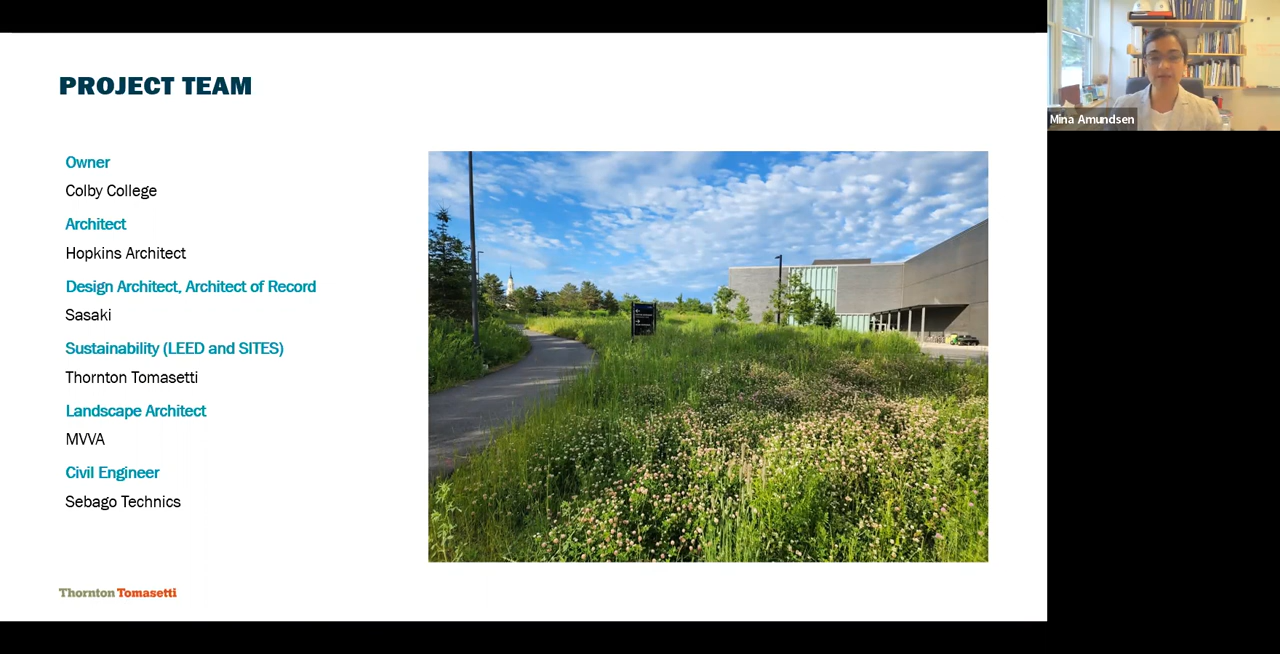 PROJECT TEAM
Owner
Colby College
Architect
Hopkins Architect
Design Architect, Architect of Record
Sasaki
Sustainability (LEED and SITES)
Thornton Tomasetti
Landscape Architect
MVVA
Civil Engineer
Sebago Technics
Thornton Tomasetti
Mina Amundsen